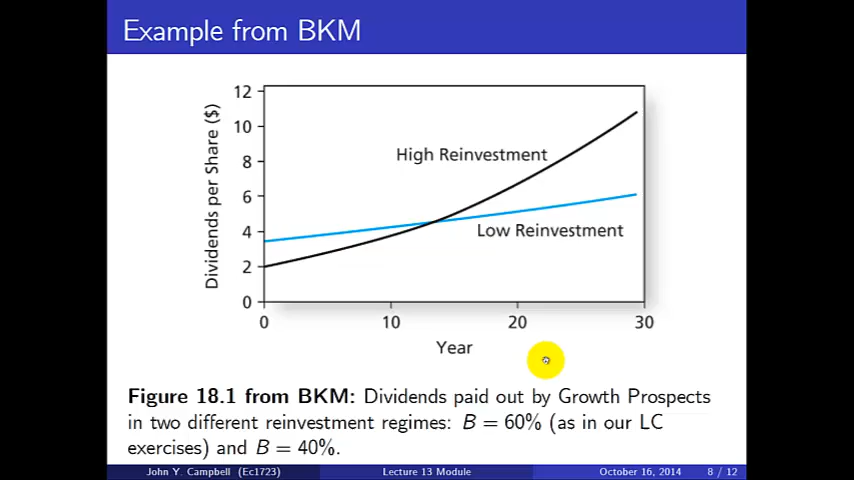 Example from BKM
12
10
8
6
4
2
0
Dividends per Share ($)
High Reinvestment
Low Reinvestment
0 10 20 30
Year
Figure 18.1 from BKM: Dividends paid out by Growth Prospects
in two different reinvestment regimes: B = 60% (as in our LC
exercises) and B = 40%.
John Y. Campbell (Ec1723) Lecture 13 Module October 16, 2014 8 / 12